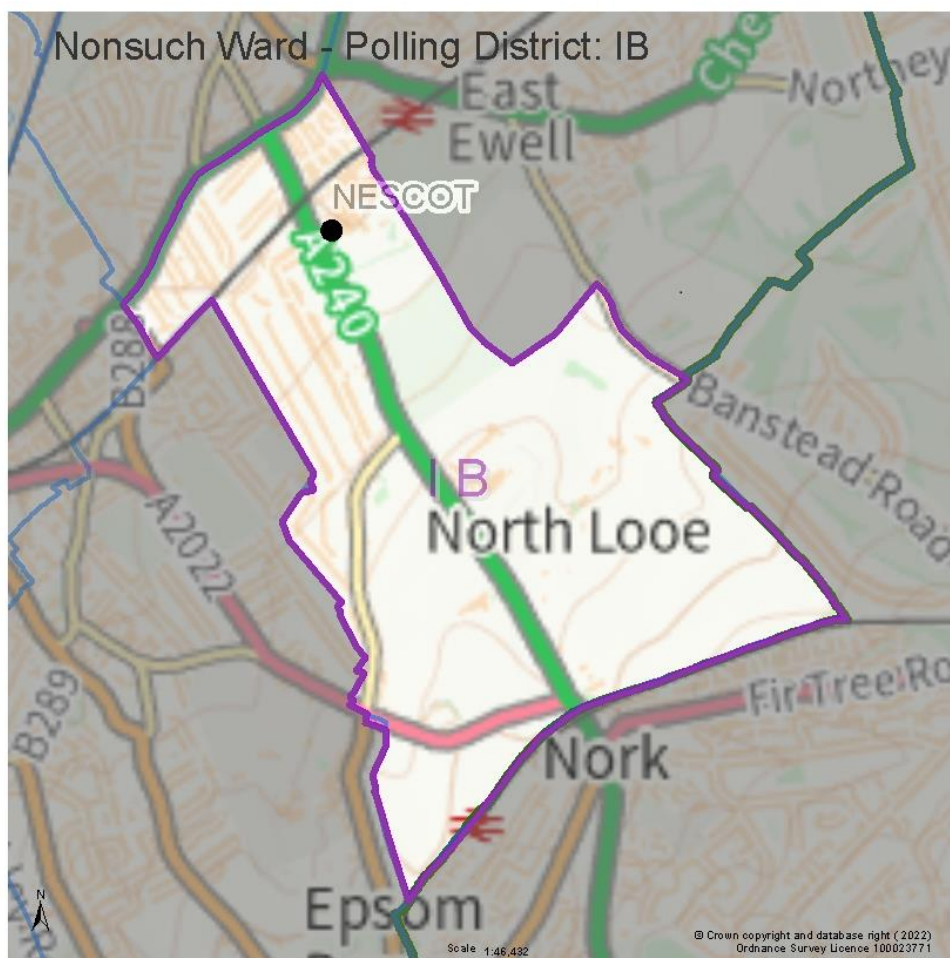 Nonsuch Ward - Polling District: IB
Che
East
Ewell
Northey
NESCOT
A240
B288
Banstead Road
IB
North Looe
A2022
B289
Fir Tree Ro
Nork
Epsom
N
Scale 1:46,432
© Crown copyright and database right (2022)
Ordnance Survey Licence 100023771